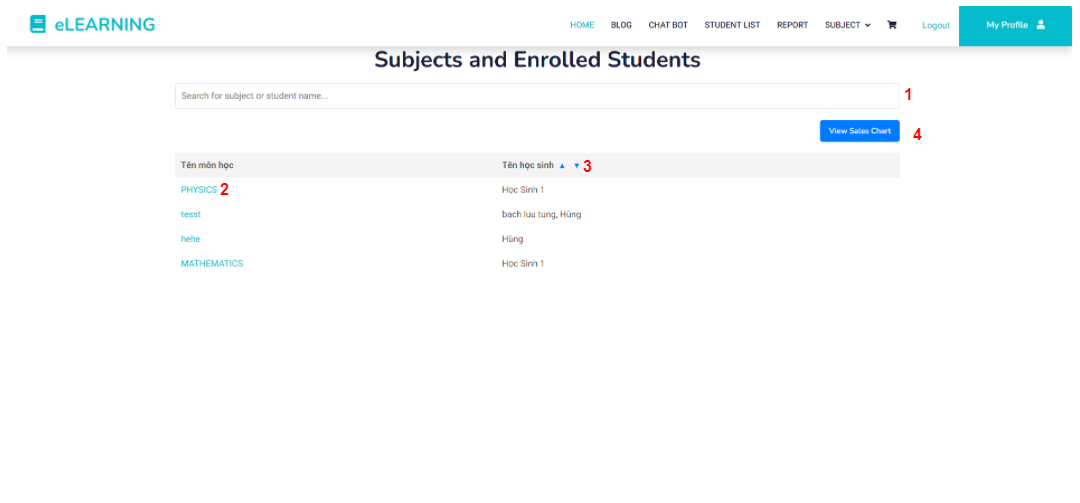 eLEARNING HOME BLOG CHAT BOT STUDENT LIST REPORT SUBJECT Logout My Profile
Subjects and Enrolled Students
Search for subject or student name... 1
View Sales Chart 4
Tên môn học Tên học sinh ▲ ▼ 3
PHYSICS 2 Học Sinh 1
tesst bach luu tung, Hùng
hehe Hùng
MATHEMATICS Học Sinh 1